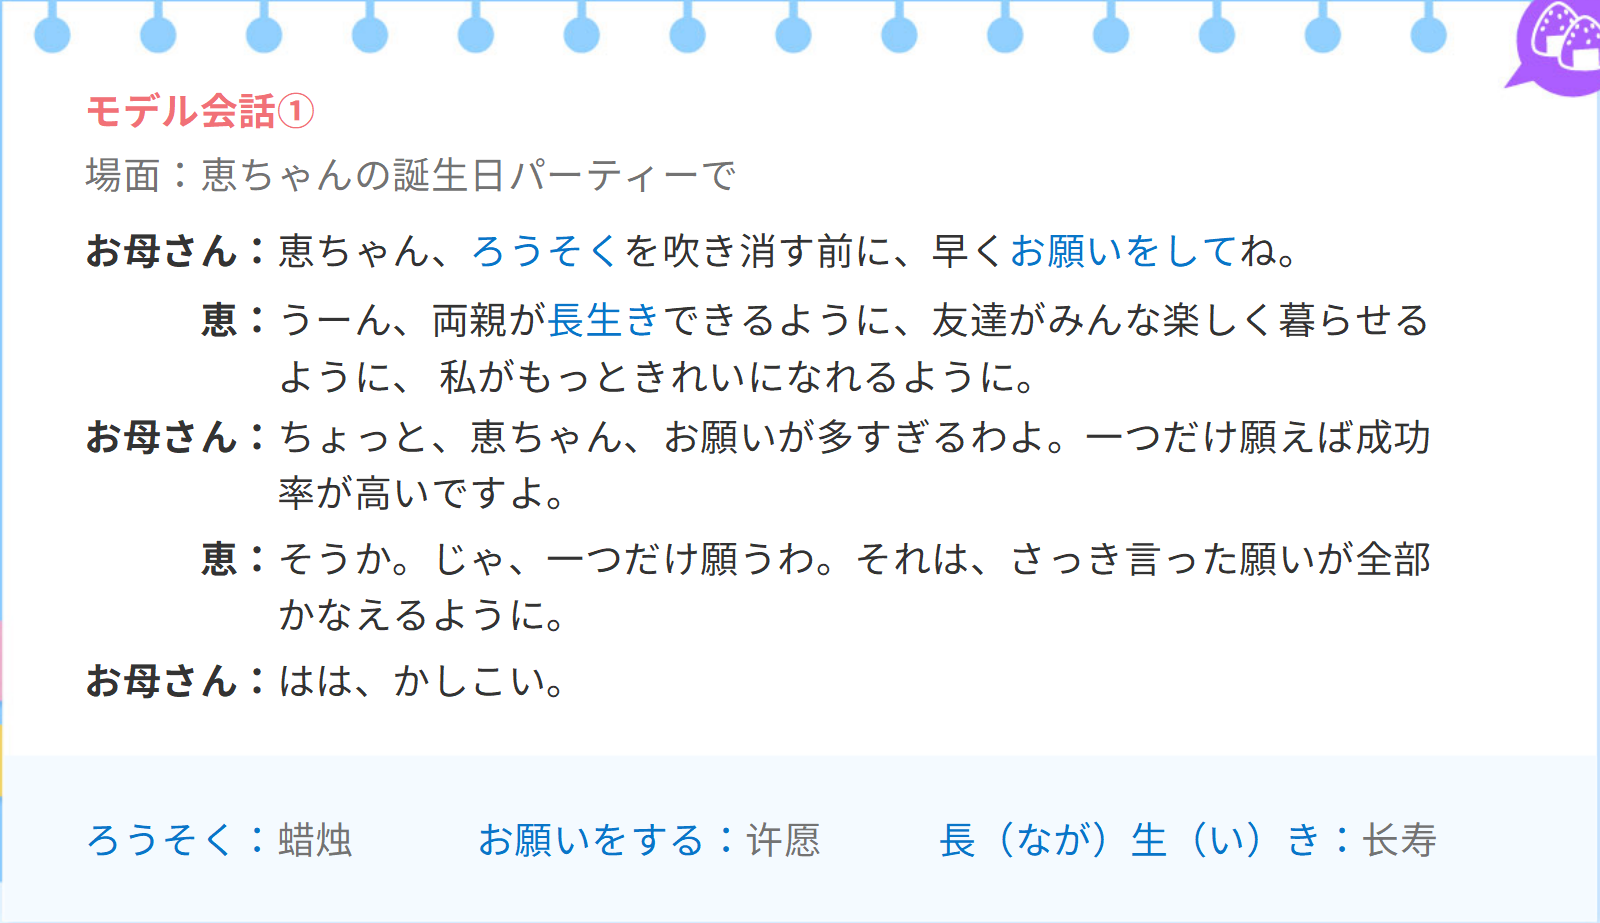 モデル会話①
場面：恵ちゃんの誕生日パーティーで
お母さん：恵ちゃん、ろうそくを吹き消す前に、早くお願いをしてね。
恵：うーん、両親が長生きできるように、友達がみんな楽しく暮らせる
ように、 私がもっときれいになれるように。
お母さん：ちょっと、恵ちゃん、お願いが多すぎるわよ。一つだけ願えば成功
率が高いですよ。
恵：そうか。じゃ、一つだけ願うわ。それは、さっき言った願いが全部
かなえるように。
お母さん：はは、かしこい。
ろうそく：蜡烛 お願いをする：许愿 長（なが）生（い）き：长寿